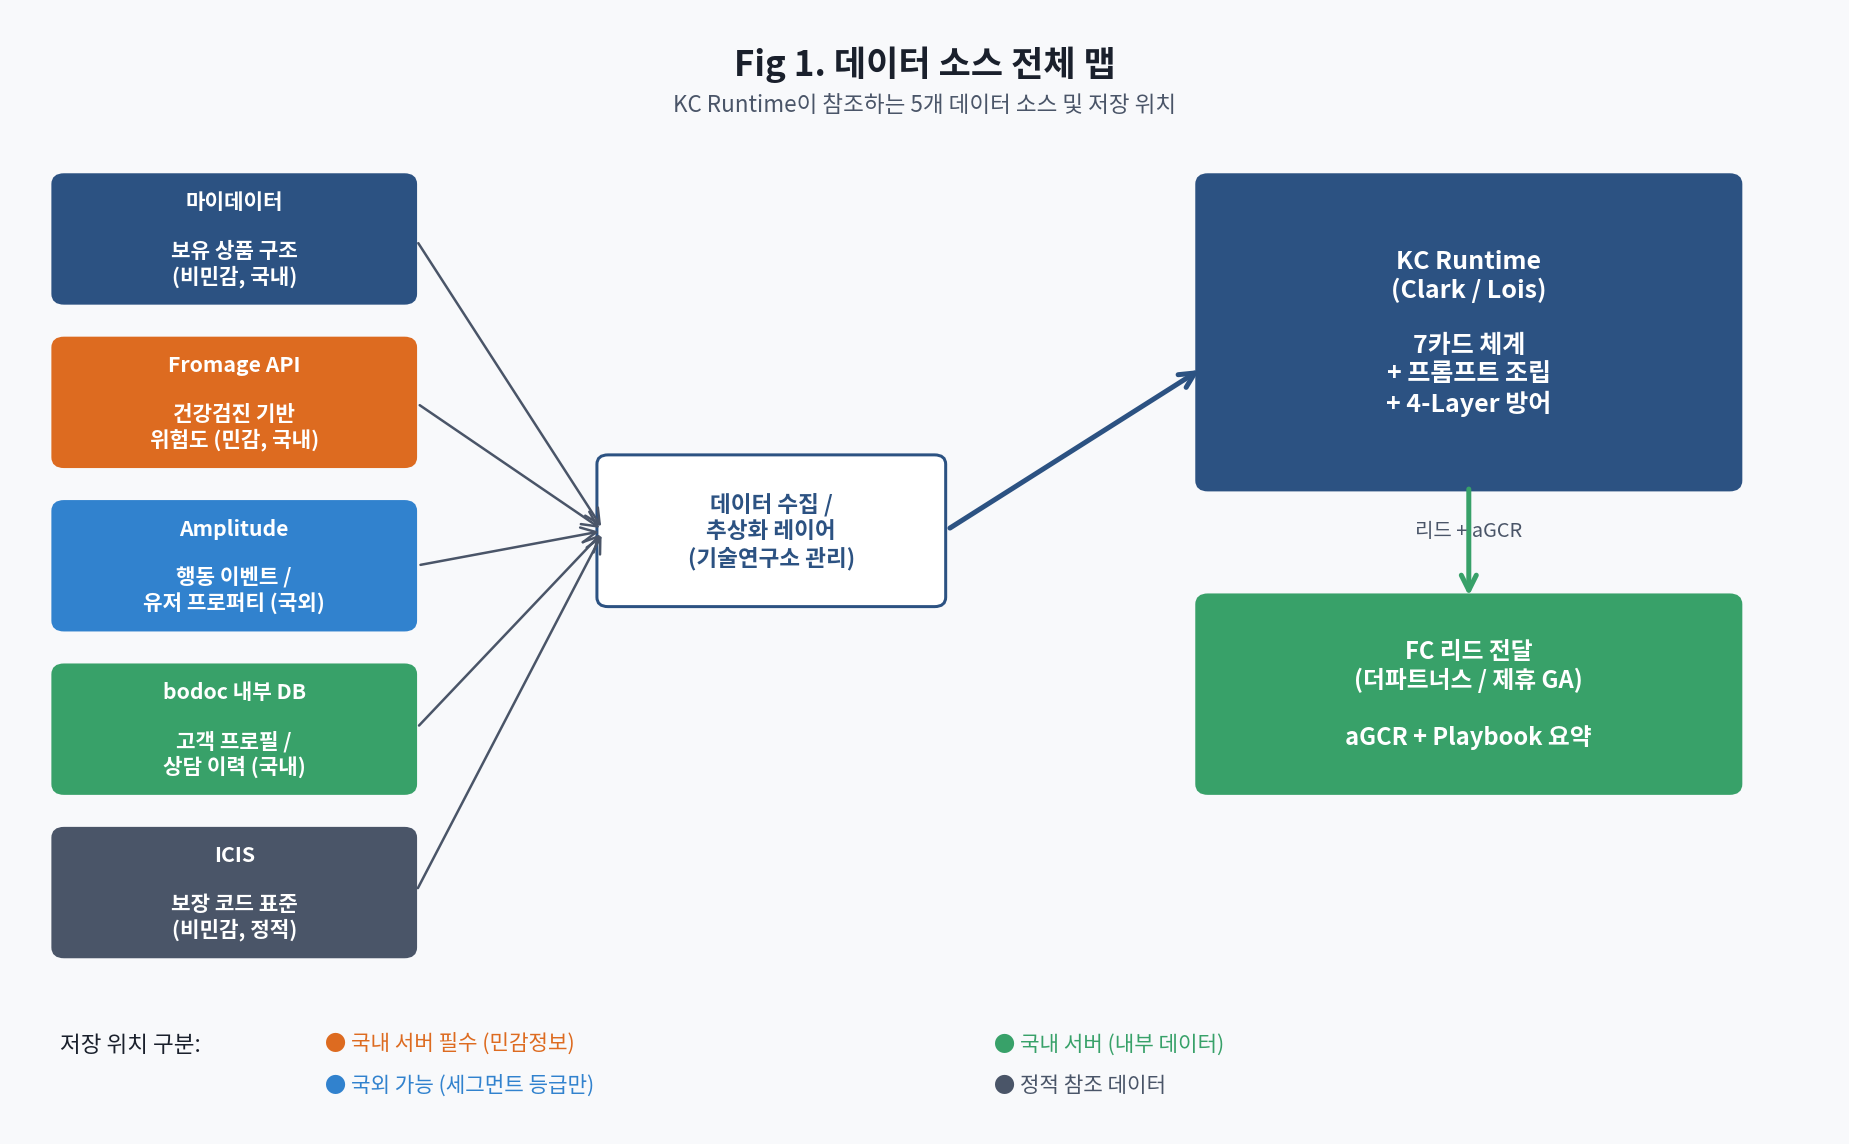 Fig 1. 데이터 소스 전체 맵
KC Runtime이 참조하는 5개 데이터 소스 및 저장 위치
마이데이터
보유 상품 구조
(비민감, 국내)
Fromage API
건강검진 기반
위험도 (민감, 국내)
Amplitude
행동 이벤트 /
유저 프로퍼티 (국외)
bodoc 내부 DB
고객 프로필 /
상담 이력 (국내)
ICIS
보장 코드 표준
(비민감, 정적)
데이터 수집 /
추상화 레이어
(기술연구소 관리)
KC Runtime
(Clark / Lois)
7카드 체계
+ 프롬프트 조립
+ 4-Layer 방어
리드 + aGCR
FC 리드 전달
(더파트너스 / 제휴 GA)
aGCR + Playbook 요약
저장 위치 구분:
국내 서버 필수 (민감정보)
국내 서버 (내부 데이터)
국외 가능 (세그먼트 등급만)
정적 참조 데이터